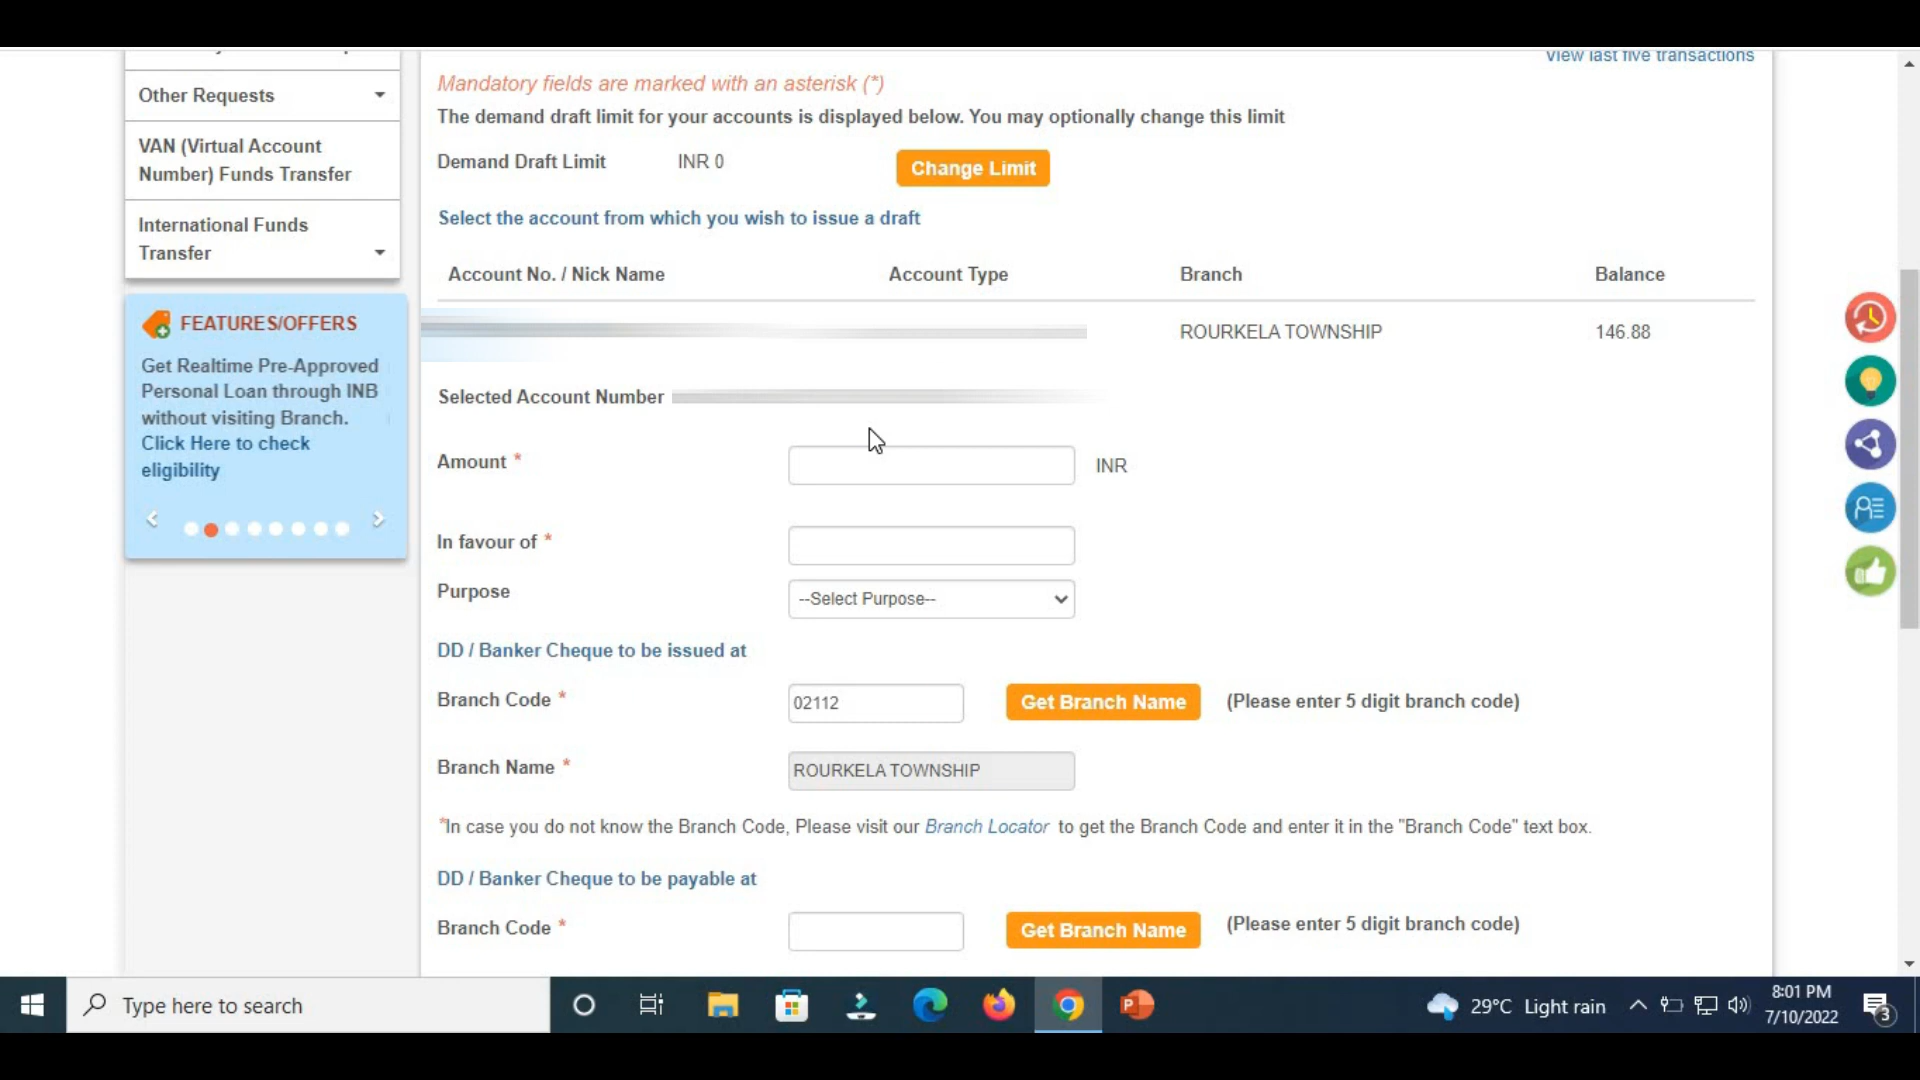 View last five transactions
Mandatory fields are marked with an asterisk (*)
The demand draft limit for your accounts is displayed below. You may optionally change this limit
Demand Draft Limit INR 0 Change Limit
Select the account from which you wish to issue a draft
Account No. / Nick Name Account Type Branch Balance
ROURKELA TOWNSHIP 146.88
Selected Account Number
Amount * INR
In favour of *
Purpose --Select Purpose--
DD / Banker Cheque to be issued at
Branch Code * 02112 Get Branch Name (Please enter 5 digit branch code)
Branch Name * ROURKELA TOWNSHIP
*In case you do not know the Branch Code, Please visit our Branch Locator to get the Branch Code and enter it in the "Branch Code" text box.
DD / Banker Cheque to be payable at
Branch Code * Get Branch Name (Please enter 5 digit branch code)
Other Requests
VAN (Virtual Account
Number) Funds Transfer
International Funds
Transfer
FEATURES/OFFERS
Get Realtime Pre-Approved
Personal Loan through INB
without visiting Branch.
Click Here to check
eligibility
Type here to search
29°C Light rain
8:01 PM
7/10/2022
3